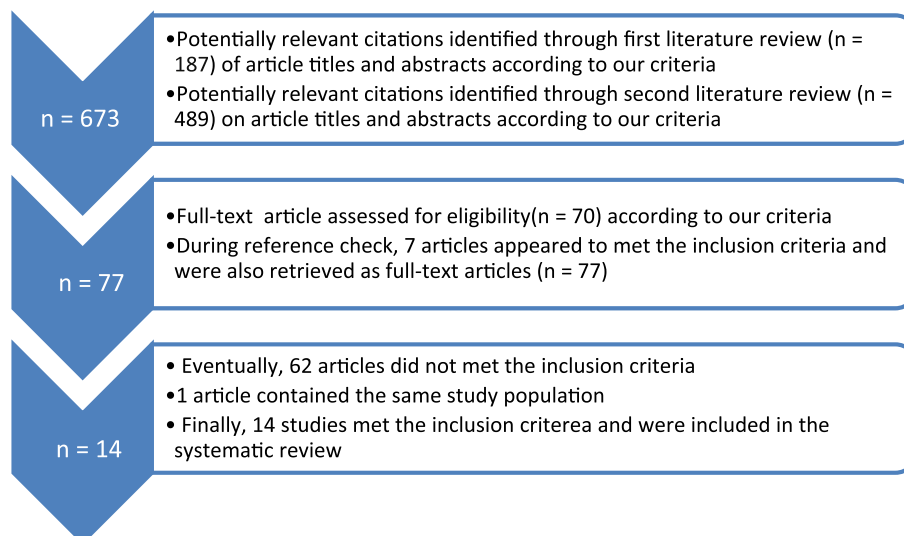 n = 673
•Potentially relevant citations identified through first literature review (n =
187) of article titles and abstracts according to our criteria
•Potentially relevant citations identified through second literature review (n =
489) on article titles and abstracts according to our criteria
n = 77
•Full-text article assessed for eligibility(n = 70) according to our criteria
•During reference check, 7 articles appeared to met the inclusion criteria and
were also retrieved as full-text articles (n = 77)
n = 14
• Eventually, 62 articles did not met the inclusion criteria
•1 article contained the same study population
• Finally, 14 studies met the inclusion criterea and were included in the
systematic review